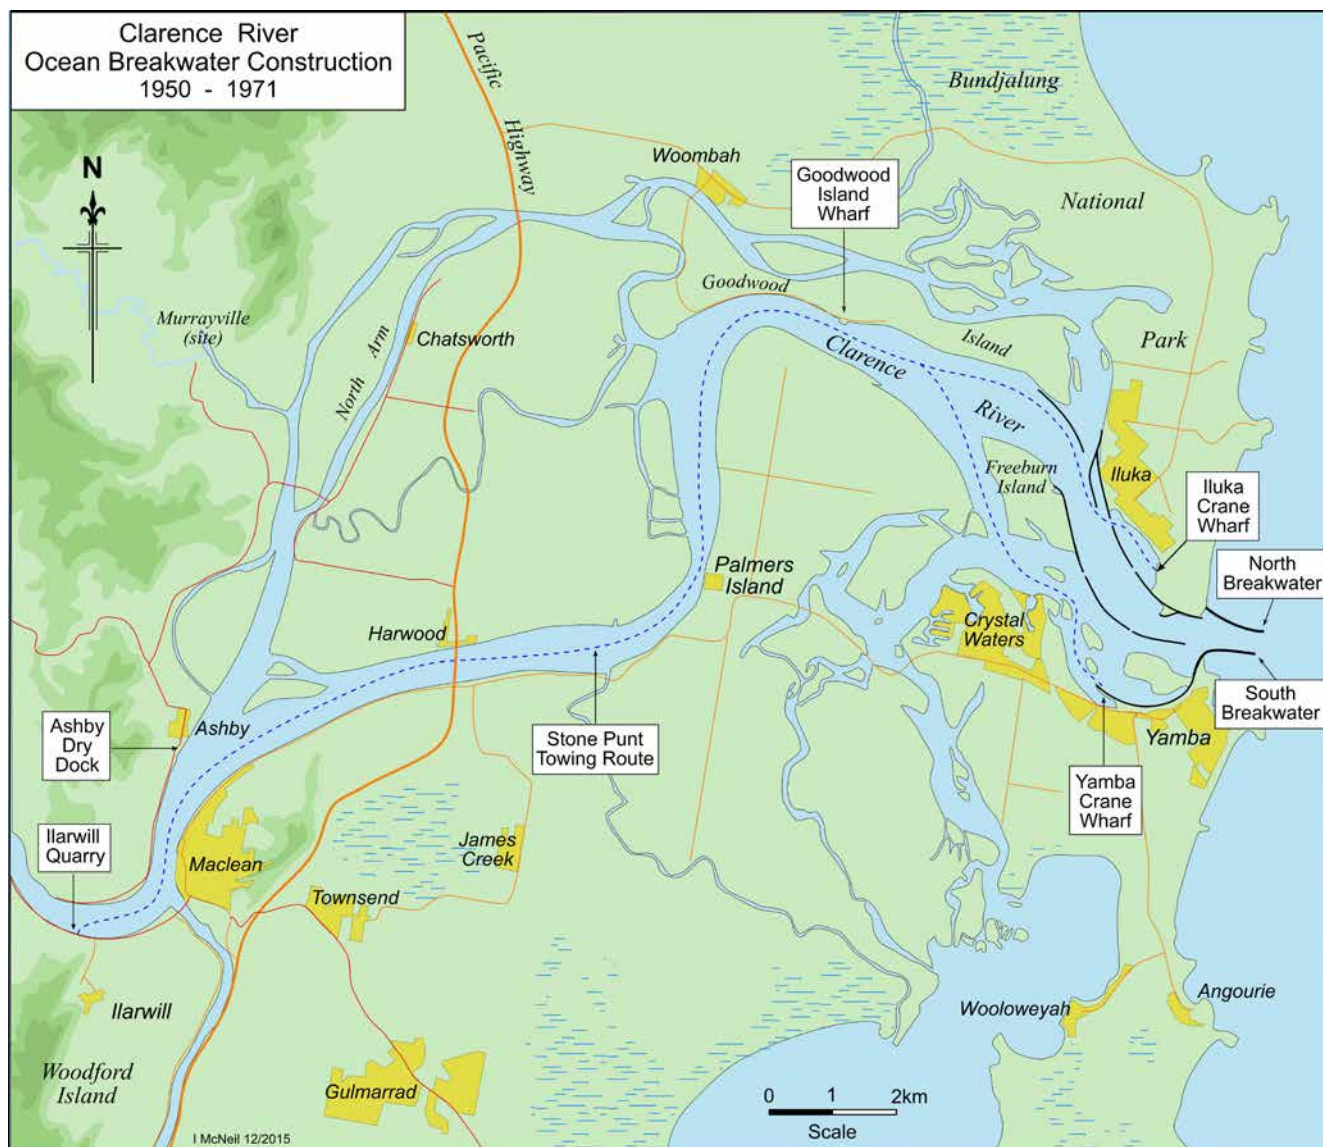 Clarence River
Ocean Breakwater Construction
1950 - 1971
N
Pacific
Highway
Bundjalung
National
Park
Woombah
Goodwood
Island
Wharf
Goodwood
Island
Murrayville
(site)
Chatsworth
North Arm
Clarence
River
Freeburn
Island
Iluka
Iluka
Crane
Wharf
North
Breakwater
Palmers
Island
Crystal
Waters
Harwood
South
Breakwater
Ashby
Ashby
Dry
Dock
Stone Punt
Towing Route
Yamba
Yamba
Crane
Wharf
Ilarwill
Quarry
Maclean
James
Creek
Townsend
Wooloweyah
Angourie
Ilarwill
Woodford
Island
Gulmarrad
0 1 2km
Scale
I McNeil 12/2015